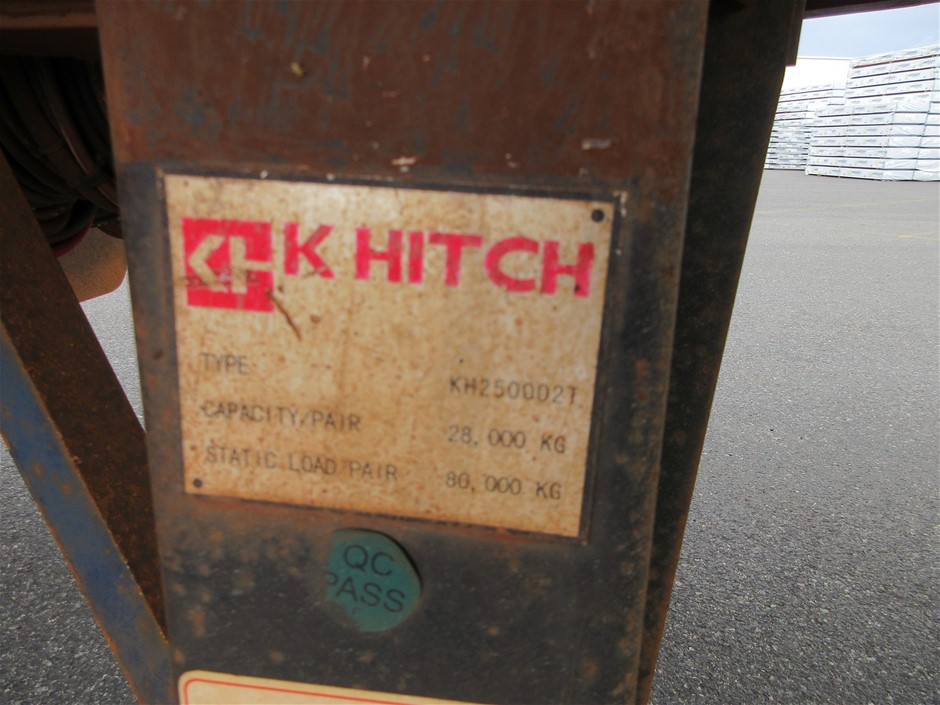 K HITCH
TYPE KH250002T
CAPACITY/PAIR 28,000 KG
STATIC LOAD/PAIR 80,000 KG
QC
PASS